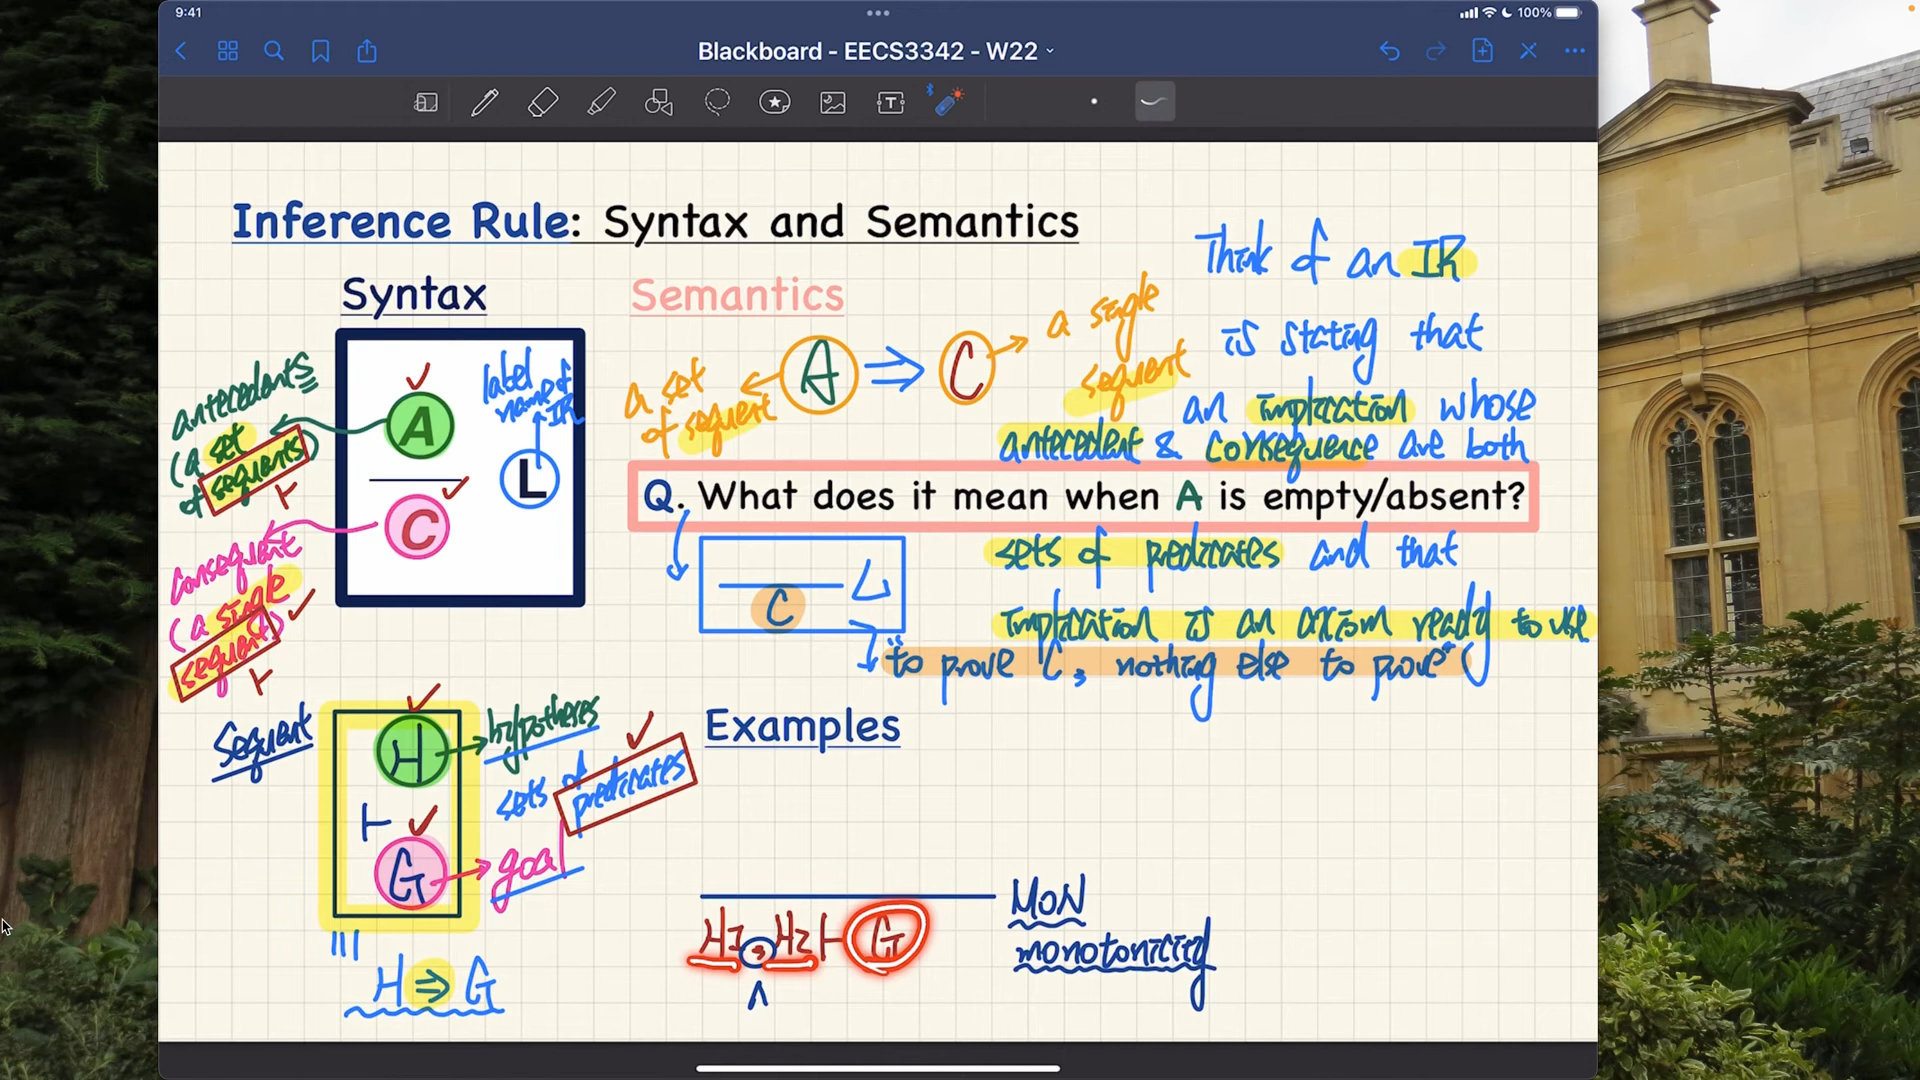 9:41
100%
Blackboard - EECS3342 - W22
Inference Rule: Syntax and Semantics
Syntax
Semantics
A
C
L
label
name of
IR
antecedents
(a set
of sequents)
⊢
consequent
(a single
sequent)
⊢
a set
of sequent
A ⇒ C
a single
sequent
Think of an IR
is stating that
an implication whose
antecedent & consequence are both
Q. What does it mean when A is empty/absent?
sets of predicates and that
implication is an axiom ready to use
C
L
"to prove C, nothing else to prove"
Sequent
H
⊢
G
hypotheses
sets of
predicates
goal
H ⇒ G
Examples
MON
monotonicity
H1, H2 ⊢ G
∧